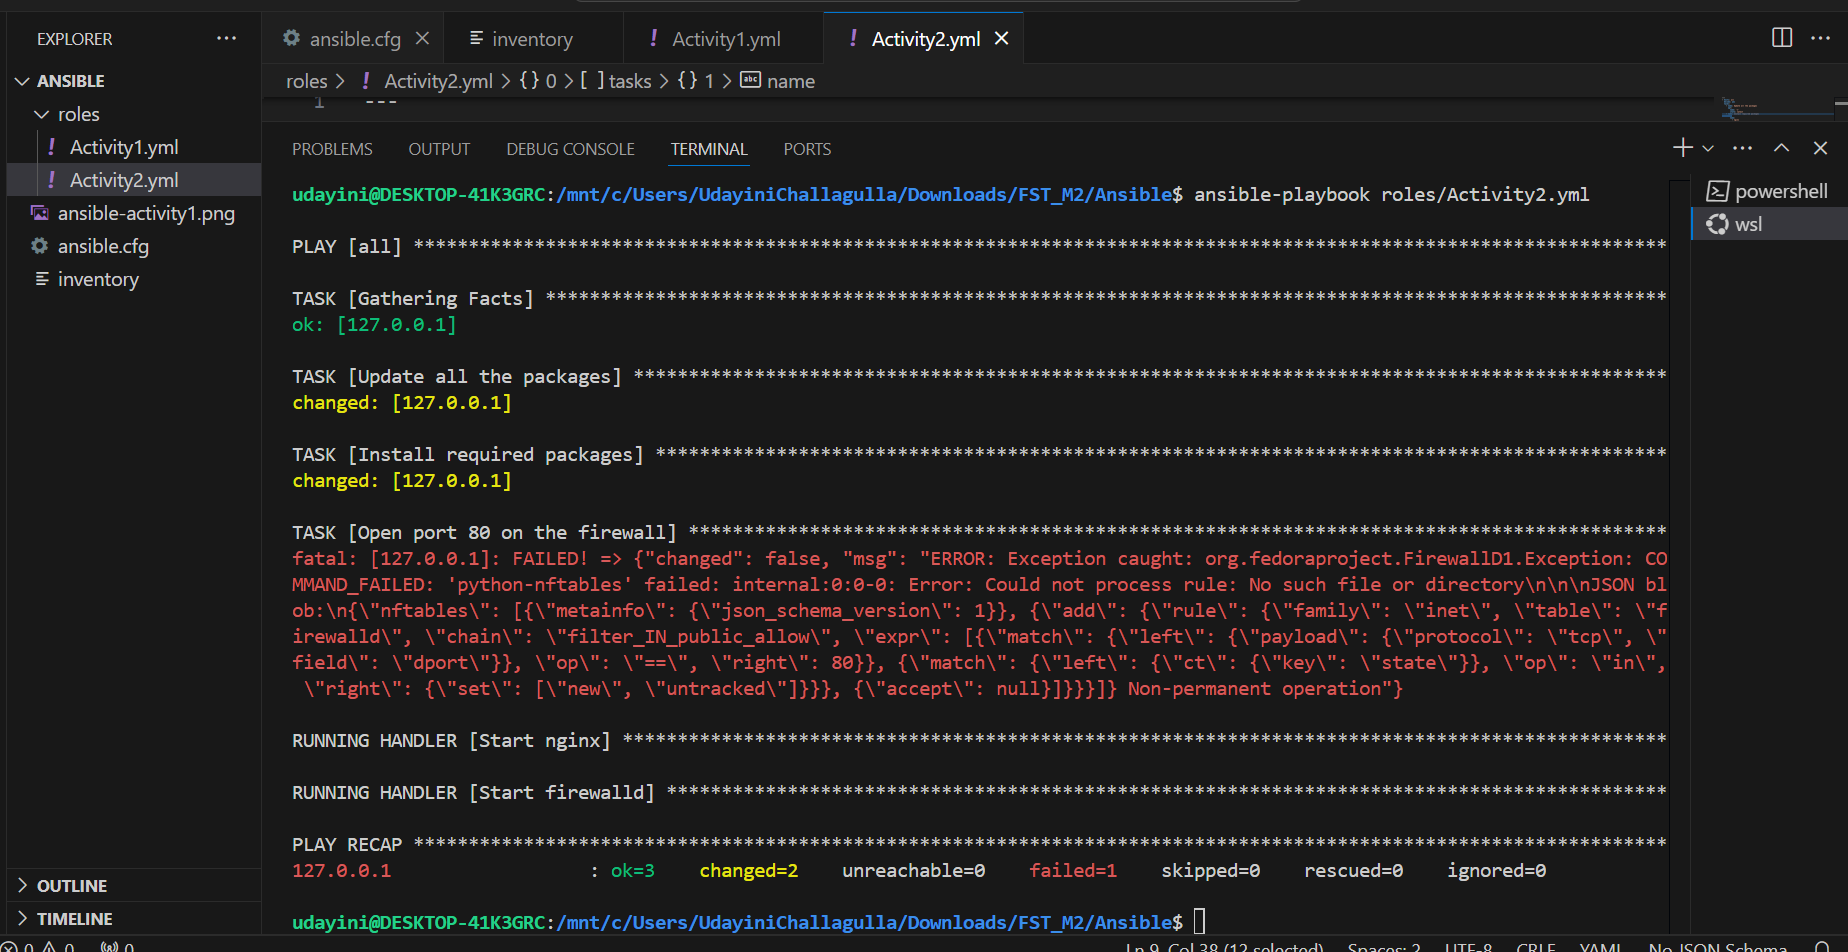 EXPLORER ···
ansible.cfg
inventory
Activity1.yml
Activity2.yml
ANSIBLE
roles
Activity1.yml
Activity2.yml
ansible-activity1.png
ansible.cfg
inventory
OUTLINE
TIMELINE
roles > ! Activity2.yml > {} 0 > [ ] tasks > {} 1 > abc name
1 ---
PROBLEMS OUTPUT DEBUG CONSOLE TERMINAL PORTS
powershell
wsl
udayini@DESKTOP-41K3GRC:/mnt/c/Users/UdayiniChallagulla/Downloads/FST_M2/Ansible$ ansible-playbook roles/Activity2.yml
PLAY [all] ******************************************************************************************************************
TASK [Gathering Facts] ******************************************************************************************************
ok: [127.0.0.1]
TASK [Update all the packages] **********************************************************************************************
changed: [127.0.0.1]
TASK [Install required packages] ********************************************************************************************
changed: [127.0.0.1]
TASK [Open port 80 on the firewall] *****************************************************************************************
fatal: [127.0.0.1]: FAILED! => {"changed": false, "msg": "ERROR: Exception caught: org.fedoraproject.FirewallD1.Exception: CO
MMAND_FAILED: 'python-nftables' failed: internal:0:0-0: Error: Could not process rule: No such file or directory\n\n\nJSON bl
ob:\n{\"nftables\": [{\"metainfo\": {\"json_schema_version\": 1}}, {\"add\": {\"rule\": {\"family\": \"inet\", \"table\": \"f
irewalld\", \"chain\": \"filter_IN_public_allow\", \"expr\": [{\"match\": {\"left\": {\"payload\": {\"protocol\": \"tcp\", \"
field\": \"dport\"}}, \"op\": \"==\", \"right\": 80}}, {\"match\": {\"left\": {\"ct\": {\"key\": \"state\"}}, \"op\": \"in\",
\"right\": {\"set\": [\"new\", \"untracked\"]}}}, {\"accept\": null}]}}}]} Non-permanent operation"}
RUNNING HANDLER [Start nginx] ***********************************************************************************************
RUNNING HANDLER [Start firewalld] *******************************************************************************************
PLAY RECAP ******************************************************************************************************************
127.0.0.1 : ok=3 changed=2 unreachable=0 failed=1 skipped=0 rescued=0 ignored=0
udayini@DESKTOP-41K3GRC:/mnt/c/Users/UdayiniChallagulla/Downloads/FST_M2/Ansible$
0 0 0 Ln 9, Col 38 (12 selected) Spaces: 2 UTF-8 CRLF YAML No JSON Schema